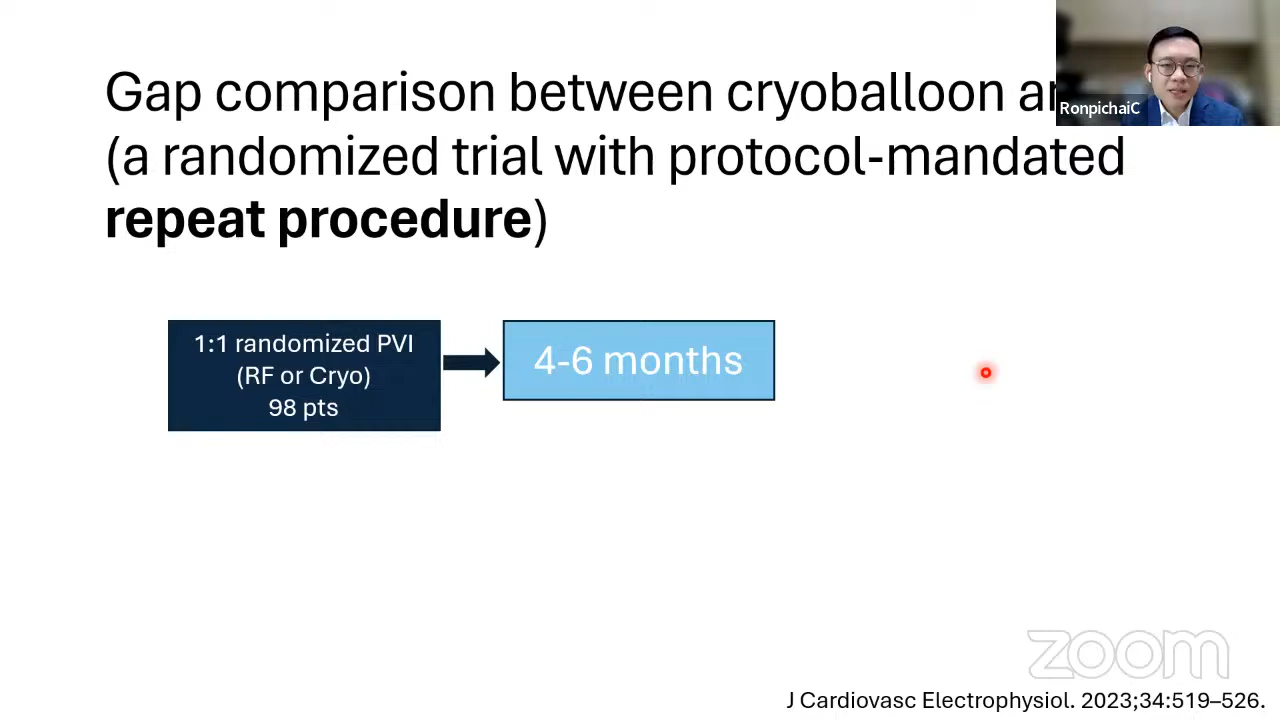 Gap comparison between cryoballoon
(a randomized trial with protocol-mandated
repeat procedure)
RonpichaiC
1:1 randomized PVI
(RF or Cryo)
98 pts
4-6 months
zoom
J Cardiovasc Electrophysiol. 2023;34:519–526.